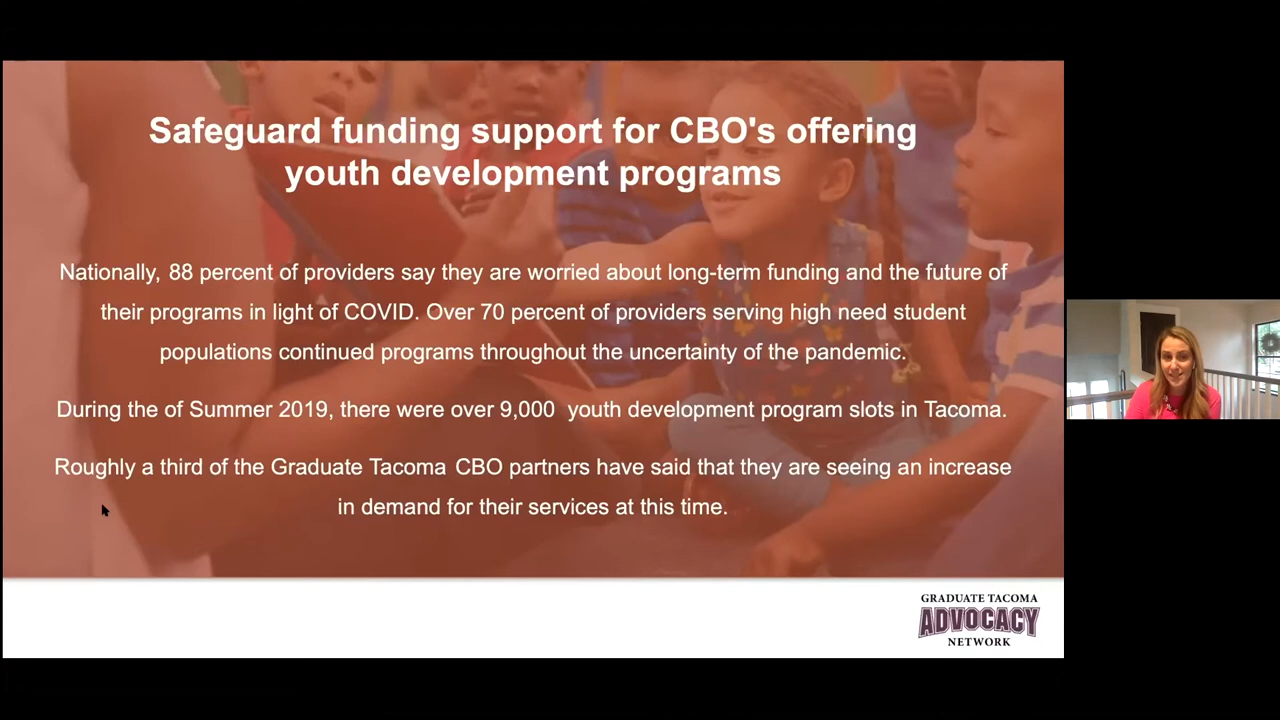 Safeguard funding support for CBO's offering
youth development programs
Nationally, 88 percent of providers say they are worried about long-term funding and the future of
their programs in light of COVID. Over 70 percent of providers serving high need student
populations continued programs throughout the uncertainty of the pandemic.
During the of Summer 2019, there were over 9,000  youth development program slots in Tacoma.
Roughly a third of the Graduate Tacoma CBO partners have said that they are seeing an increase
in demand for their services at this time.
GRADUATE TACOMA
ADVOCACY
NETWORK